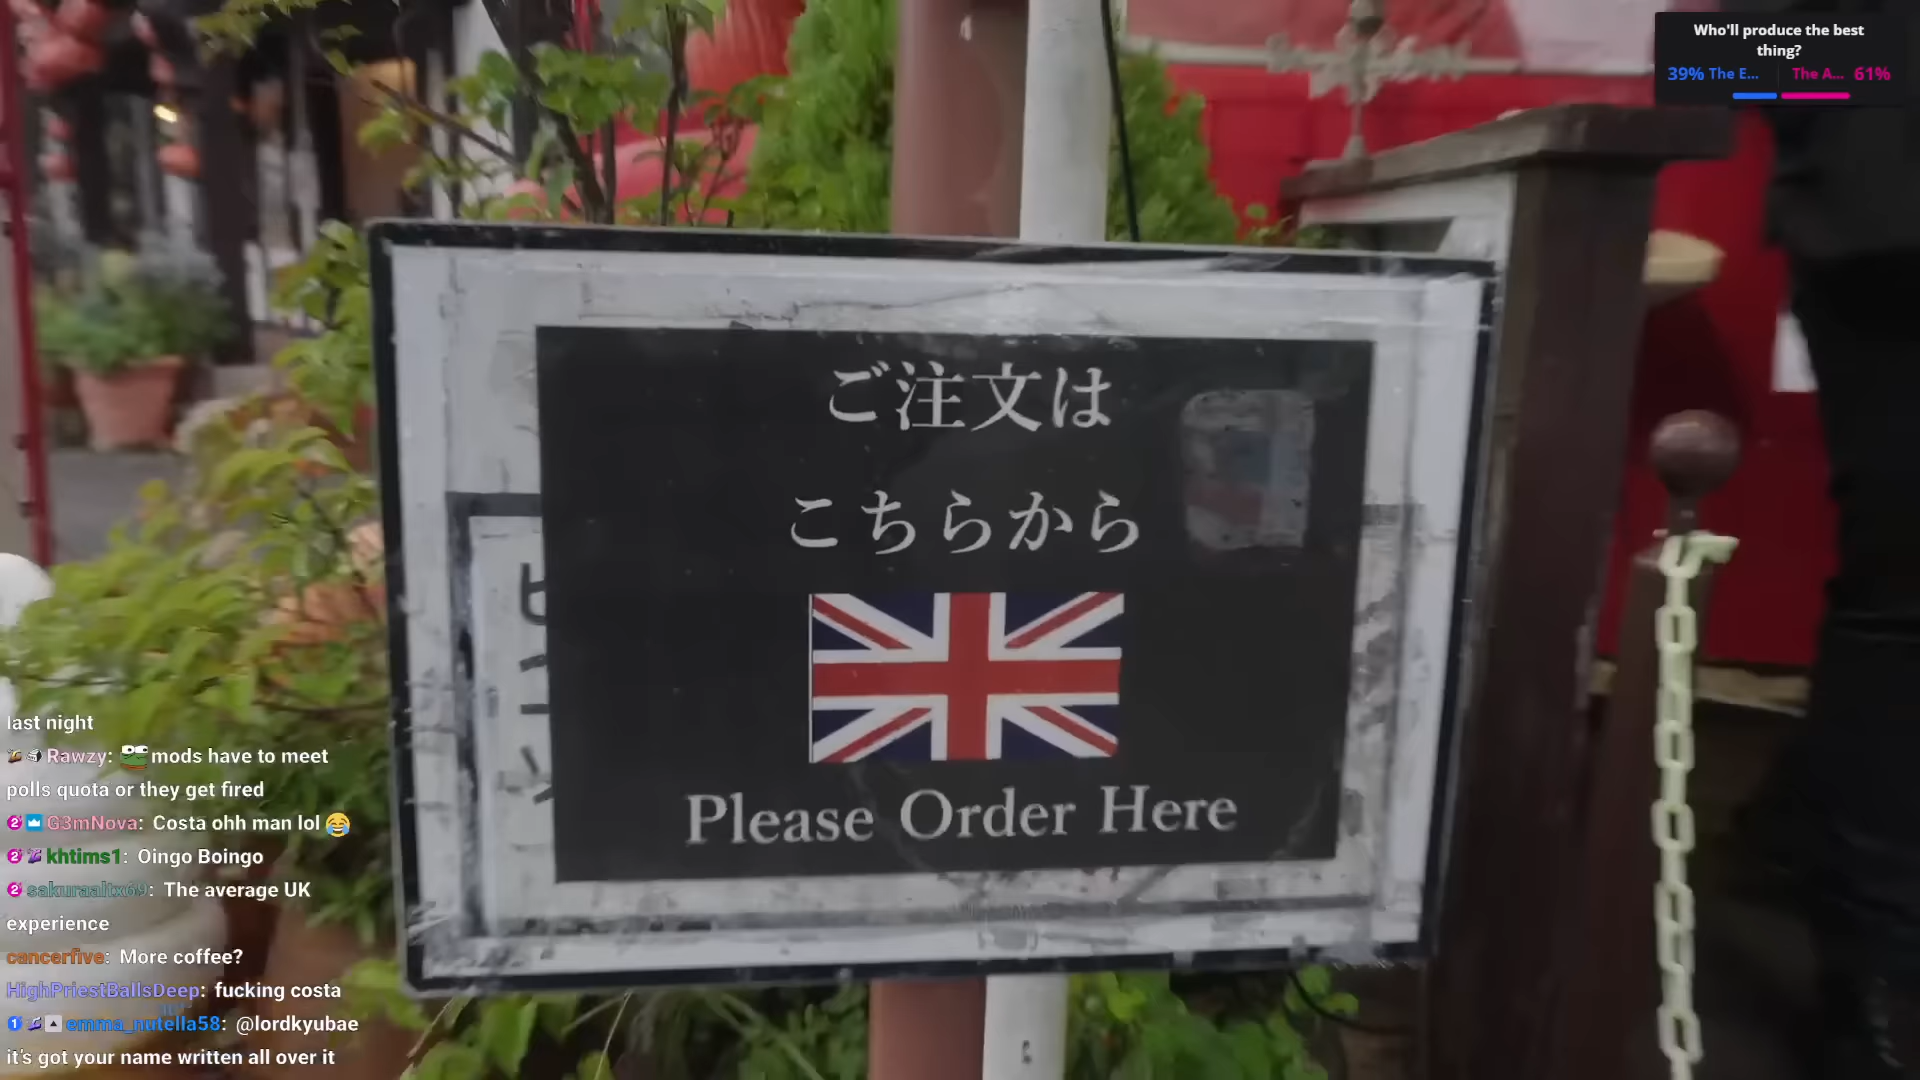 Who'll produce the best
thing?
39% The E... The A... 61%
ご注文は
こちらから
Please Order Here
last night
Rawzy: mods have to meet
polls quota or they get fired
G3mNova: Costa ohh man lol 😂
khtims1: Oingo Boingo
sakuraaltx69: The average UK
experience
cancerfive: More coffee?
HighPriestBallsDeep: fucking costa
emma_nutella58: @lordkyubae
it's got your name written all over it